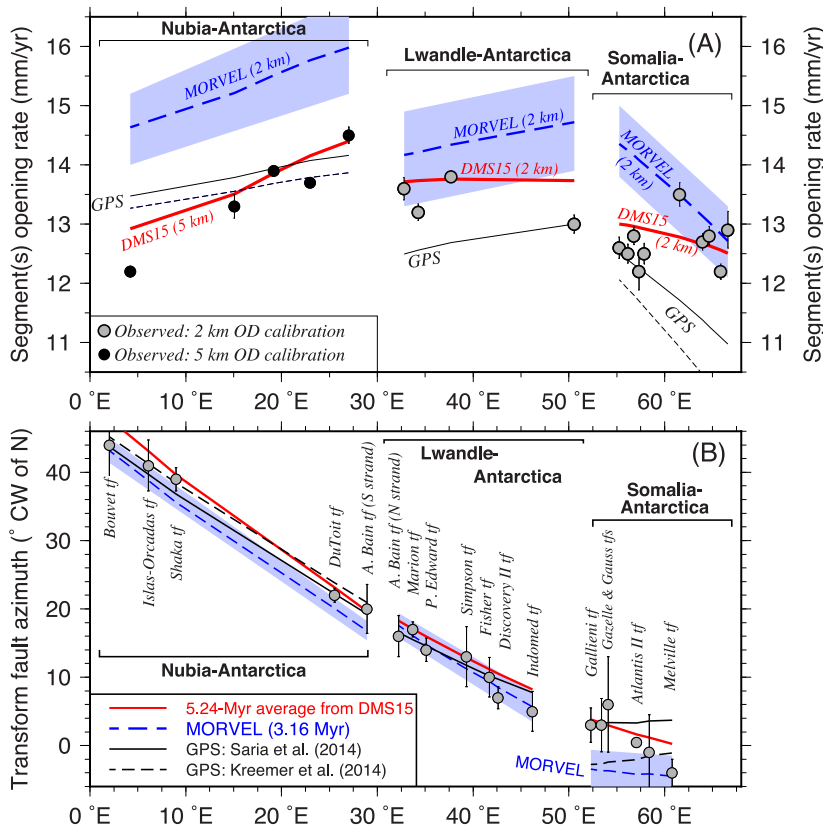 Segment(s) opening rate (mm/yr)
16
15
14
13
12
11
Nubia-Antarctica
MORVEL (2 km)
GPS
DMS15 (5 km)
Observed: 2 km OD calibration
Observed: 5 km OD calibration
Lwandle-Antarctica
MORVEL (2 km)
DMS15 (2 km)
GPS
Somalia-
Antarctica
(A)
MORVEL
(2 km)
DMS15
(2 km)
GPS
16
15
14
13
12
11
Segment(s) opening rate (mm/yr)
0 °E
10 °E
20 °E
30 °E
40 °E
50 °E
60 °E
Transform fault azimuth (° CW of N)
40
30
20
10
0
Bouvet tf
Islas-Orcadas tf
Shaka tf
DuToit tf
A. Bain tf (S strand)
Nubia-Antarctica
A. Bain tf (N strand)
Marion tf
P. Edward tf
Simpson tf
Fisher tf
Discovery II tf
Indomed tf
Lwandle-
Antarctica
(B)
Somalia-
Antarctica
Gallieni tf
Gazelle & Gauss tfs
Atlantis II tf
Melville tf
MORVEL
5.24-Myr average from DMS15
MORVEL (3.16 Myr)
GPS: Saria et al. (2014)
GPS: Kreemer et al. (2014)
0 °E
10 °E
20 °E
30 °E
40 °E
50 °E
60 °E